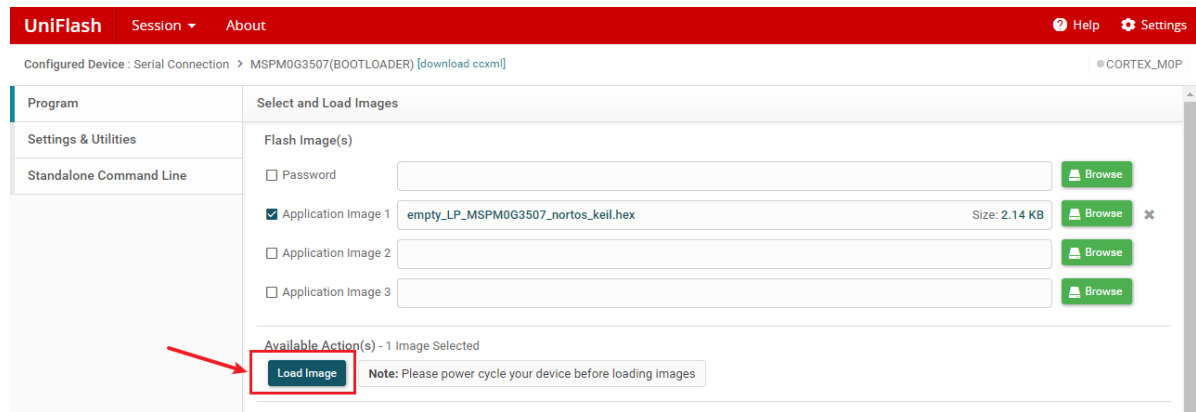 UniFlash Session About Help Settings
Configured Device : Serial Connection > MSPM0G3507(BOOTLOADER) [download ccxml] CORTEX_M0P
Program
Settings & Utilities
Standalone Command Line
Select and Load Images
Flash Image(s)
Password Browse
Application Image 1 empty_LP_MSPM0G3507_nortos_keil.hex Size: 2.14 KB Browse
Application Image 2 Browse
Application Image 3 Browse
Available Action(s) - 1 Image Selected
Load Image Note: Please power cycle your device before loading images